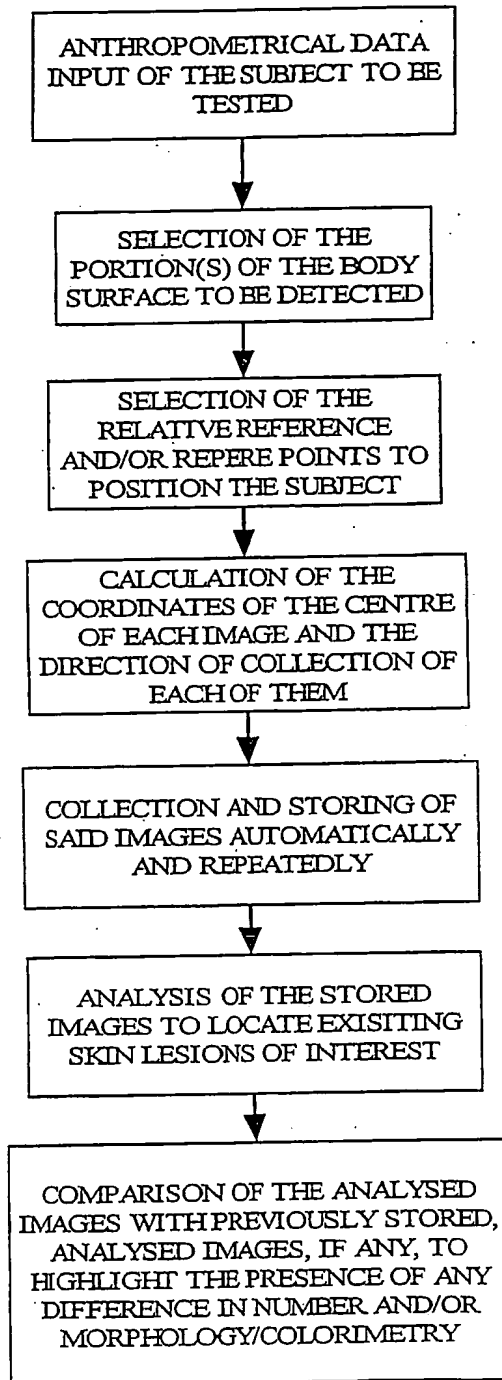 ANTHROPOMETRICAL DATA
INPUT OF THE SUBJECT TO BE
TESTED
SELECTION OF THE
PORTION(S) OF THE BODY
SURFACE TO BE DETECTED
SELECTION OF THE
RELATIVE REFERENCE
AND/OR REPERE POINTS TO
POSITION THE SUBJECT
CALCULATION OF THE
COORDINATES OF THE CENTRE
OF EACH IMAGE AND THE
DIRECTION OF COLLECTION OF
EACH OF THEM
COLLECTION AND STORING OF
SAID IMAGES AUTOMATICALLY
AND REPEATEDLY
ANALYSIS OF THE STORED
IMAGES TO LOCATE EXISITING
SKIN LESIONS OF INTEREST
COMPARISON OF THE ANALYSED
IMAGES WITH PREVIOUSLY STORED,
ANALYSED IMAGES, IF ANY, TO
HIGHLIGHT THE PRESENCE OF ANY
DIFFERENCE IN NUMBER AND/OR
MORPHOLOGY/COLORIMETRY